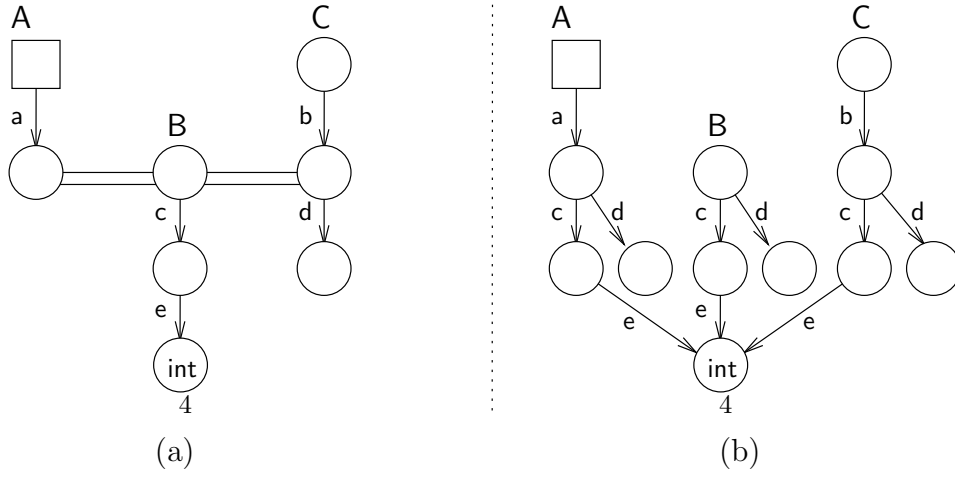 A C A C
a b a b
B B
c d c d c d c d
e e e e
int int
4 4
(a) (b)